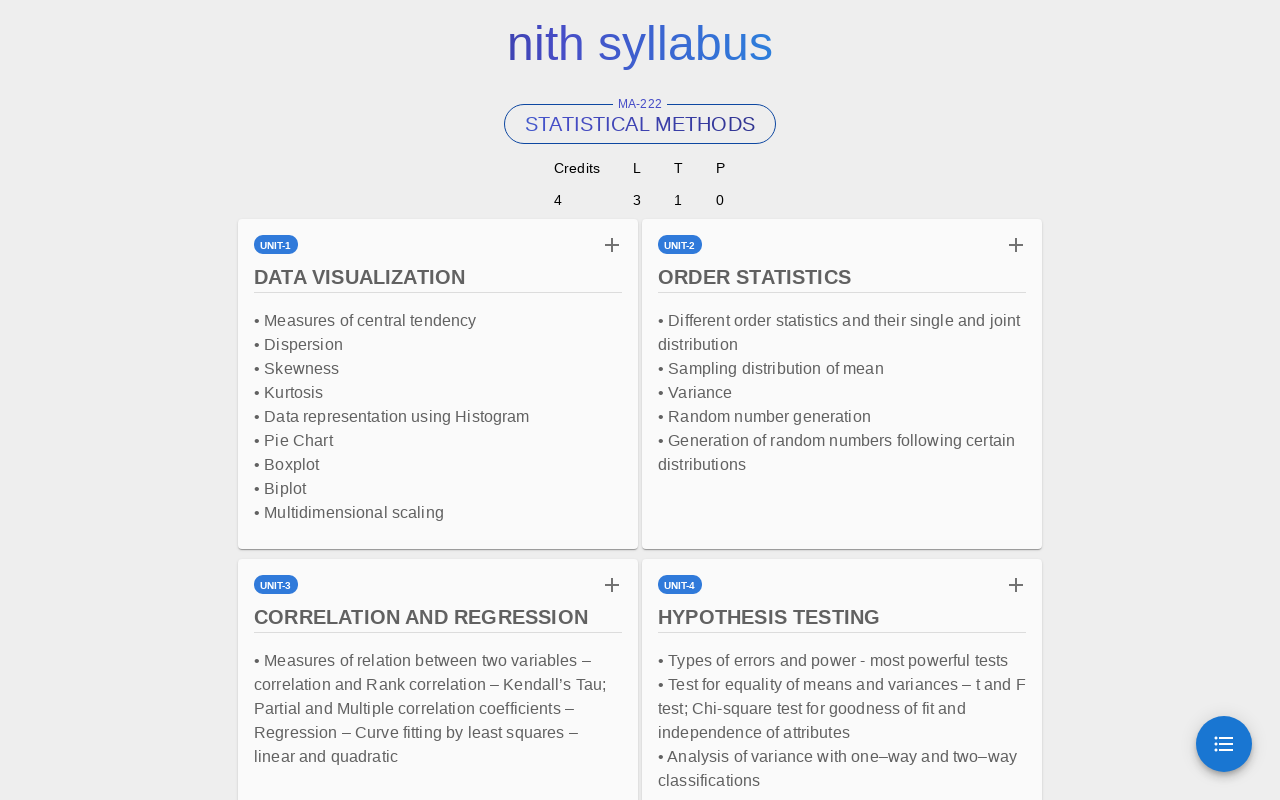 nith syllabus
MA-222
STATISTICAL METHODS
Credits L T P
4 3 1 0
UNIT-1
DATA VISUALIZATION
• Measures of central tendency
• Dispersion
• Skewness
• Kurtosis
• Data representation using Histogram
• Pie Chart
• Boxplot
• Biplot
• Multidimensional scaling
UNIT-2
ORDER STATISTICS
• Different order statistics and their single and joint
distribution
• Sampling distribution of mean
• Variance
• Random number generation
• Generation of random numbers following certain
distributions
UNIT-3
CORRELATION AND REGRESSION
• Measures of relation between two variables –
correlation and Rank correlation – Kendall’s Tau;
Partial and Multiple correlation coefficients –
Regression – Curve fitting by least squares –
linear and quadratic
UNIT-4
HYPOTHESIS TESTING
• Types of errors and power - most powerful tests
• Test for equality of means and variances – t and F
test; Chi-square test for goodness of fit and
independence of attributes
• Analysis of variance with one–way and two–way
classifications